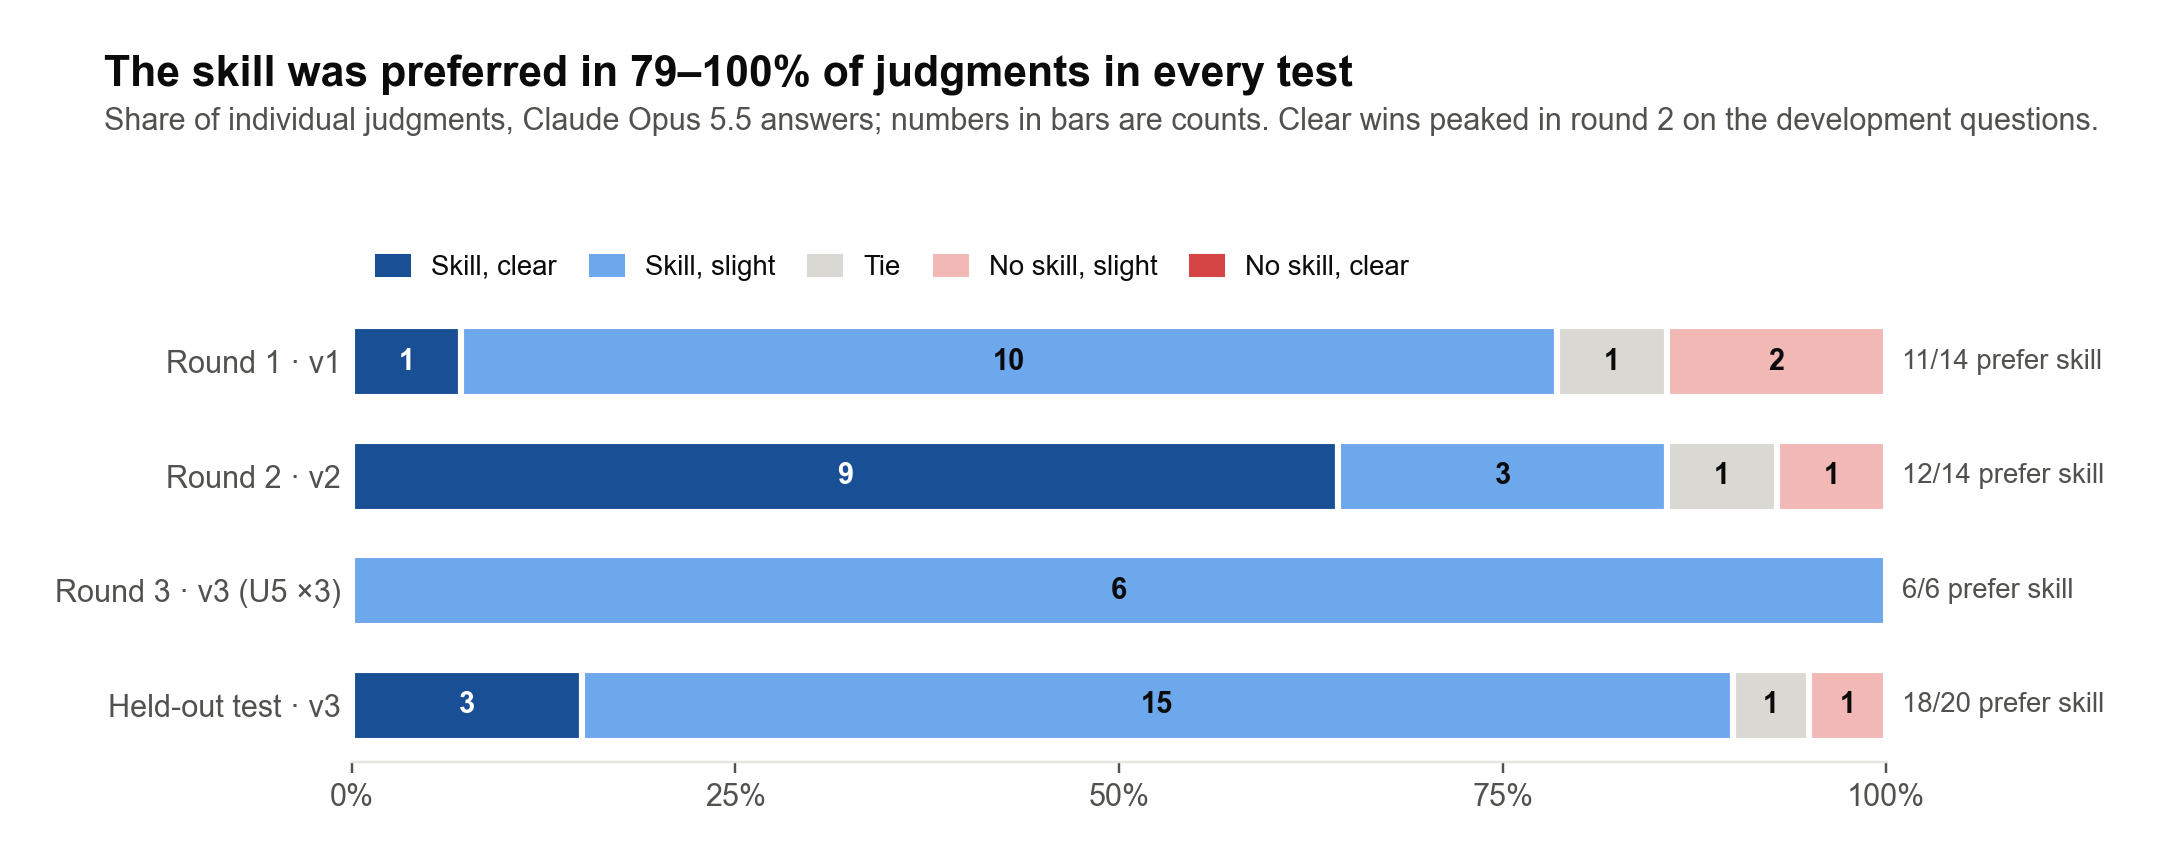 The skill was preferred in 79–100% of judgments in every test
Share of individual judgments, Claude Opus 5.5 answers; numbers in bars are counts. Clear wins peaked in round 2 on the development questions.
Skill, clear
Skill, slight
Tie
No skill, slight
No skill, clear
Round 1 · v1
1
10
1
2
11/14 prefer skill
Round 2 · v2
9
3
1
1
12/14 prefer skill
Round 3 · v3 (U5 ×3)
6
6/6 prefer skill
Held-out test · v3
3
15
1
1
18/20 prefer skill
0%
25%
50%
75%
100%